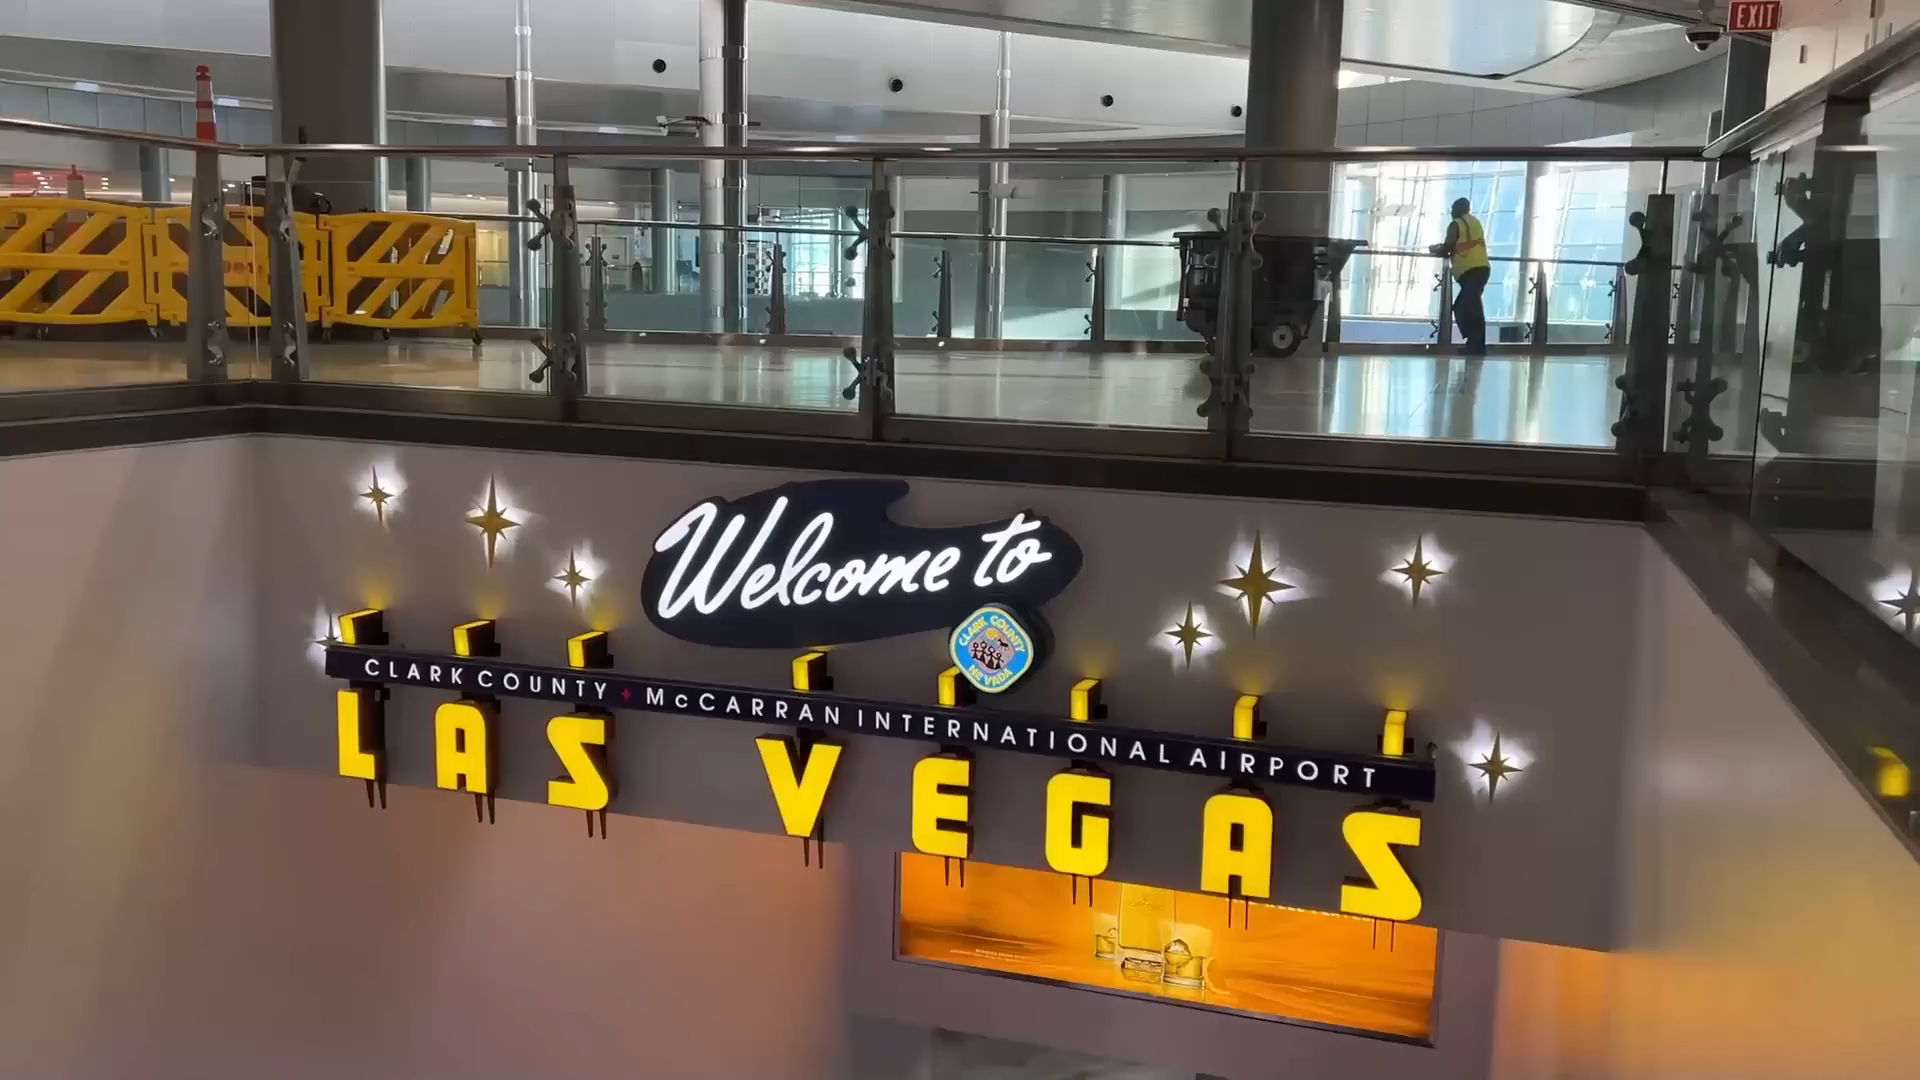 EXIT
Welcome to
CLARK COUNTY
NEVADA
CLARK COUNTY McCARRAN INTERNATIONAL AIRPORT
LAS VEGAS